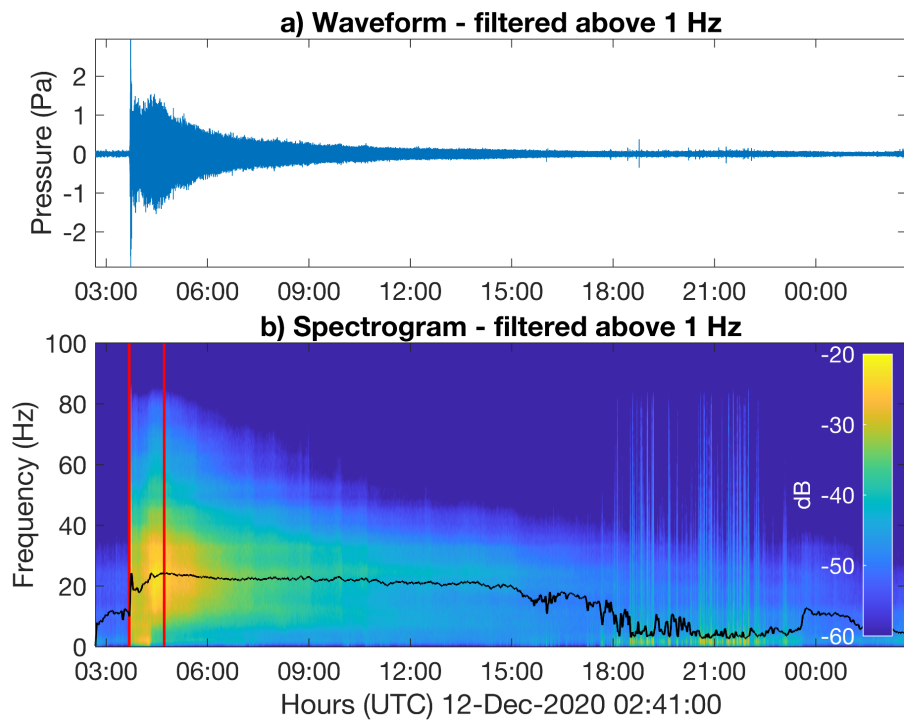 a) Waveform - filtered above 1 Hz
Pressure (Pa)
2
1
0
-1
-2
03:00 06:00 09:00 12:00 15:00 18:00 21:00 00:00
b) Spectrogram - filtered above 1 Hz
Frequency (Hz)
100
80
60
40
20
0
dB
-20
-30
-40
-50
-60
03:00 06:00 09:00 12:00 15:00 18:00 21:00 00:00
Hours (UTC) 12-Dec-2020 02:41:00